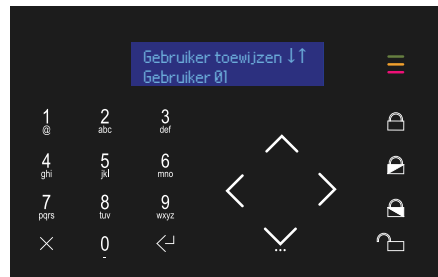 Gebruiker toewijzen ↓↑
Gebruiker 01
1 2 3
@ abc def
4 5 6
ghi jkl mno
7 8 9
pqrs tuv wxyz
0
-
...